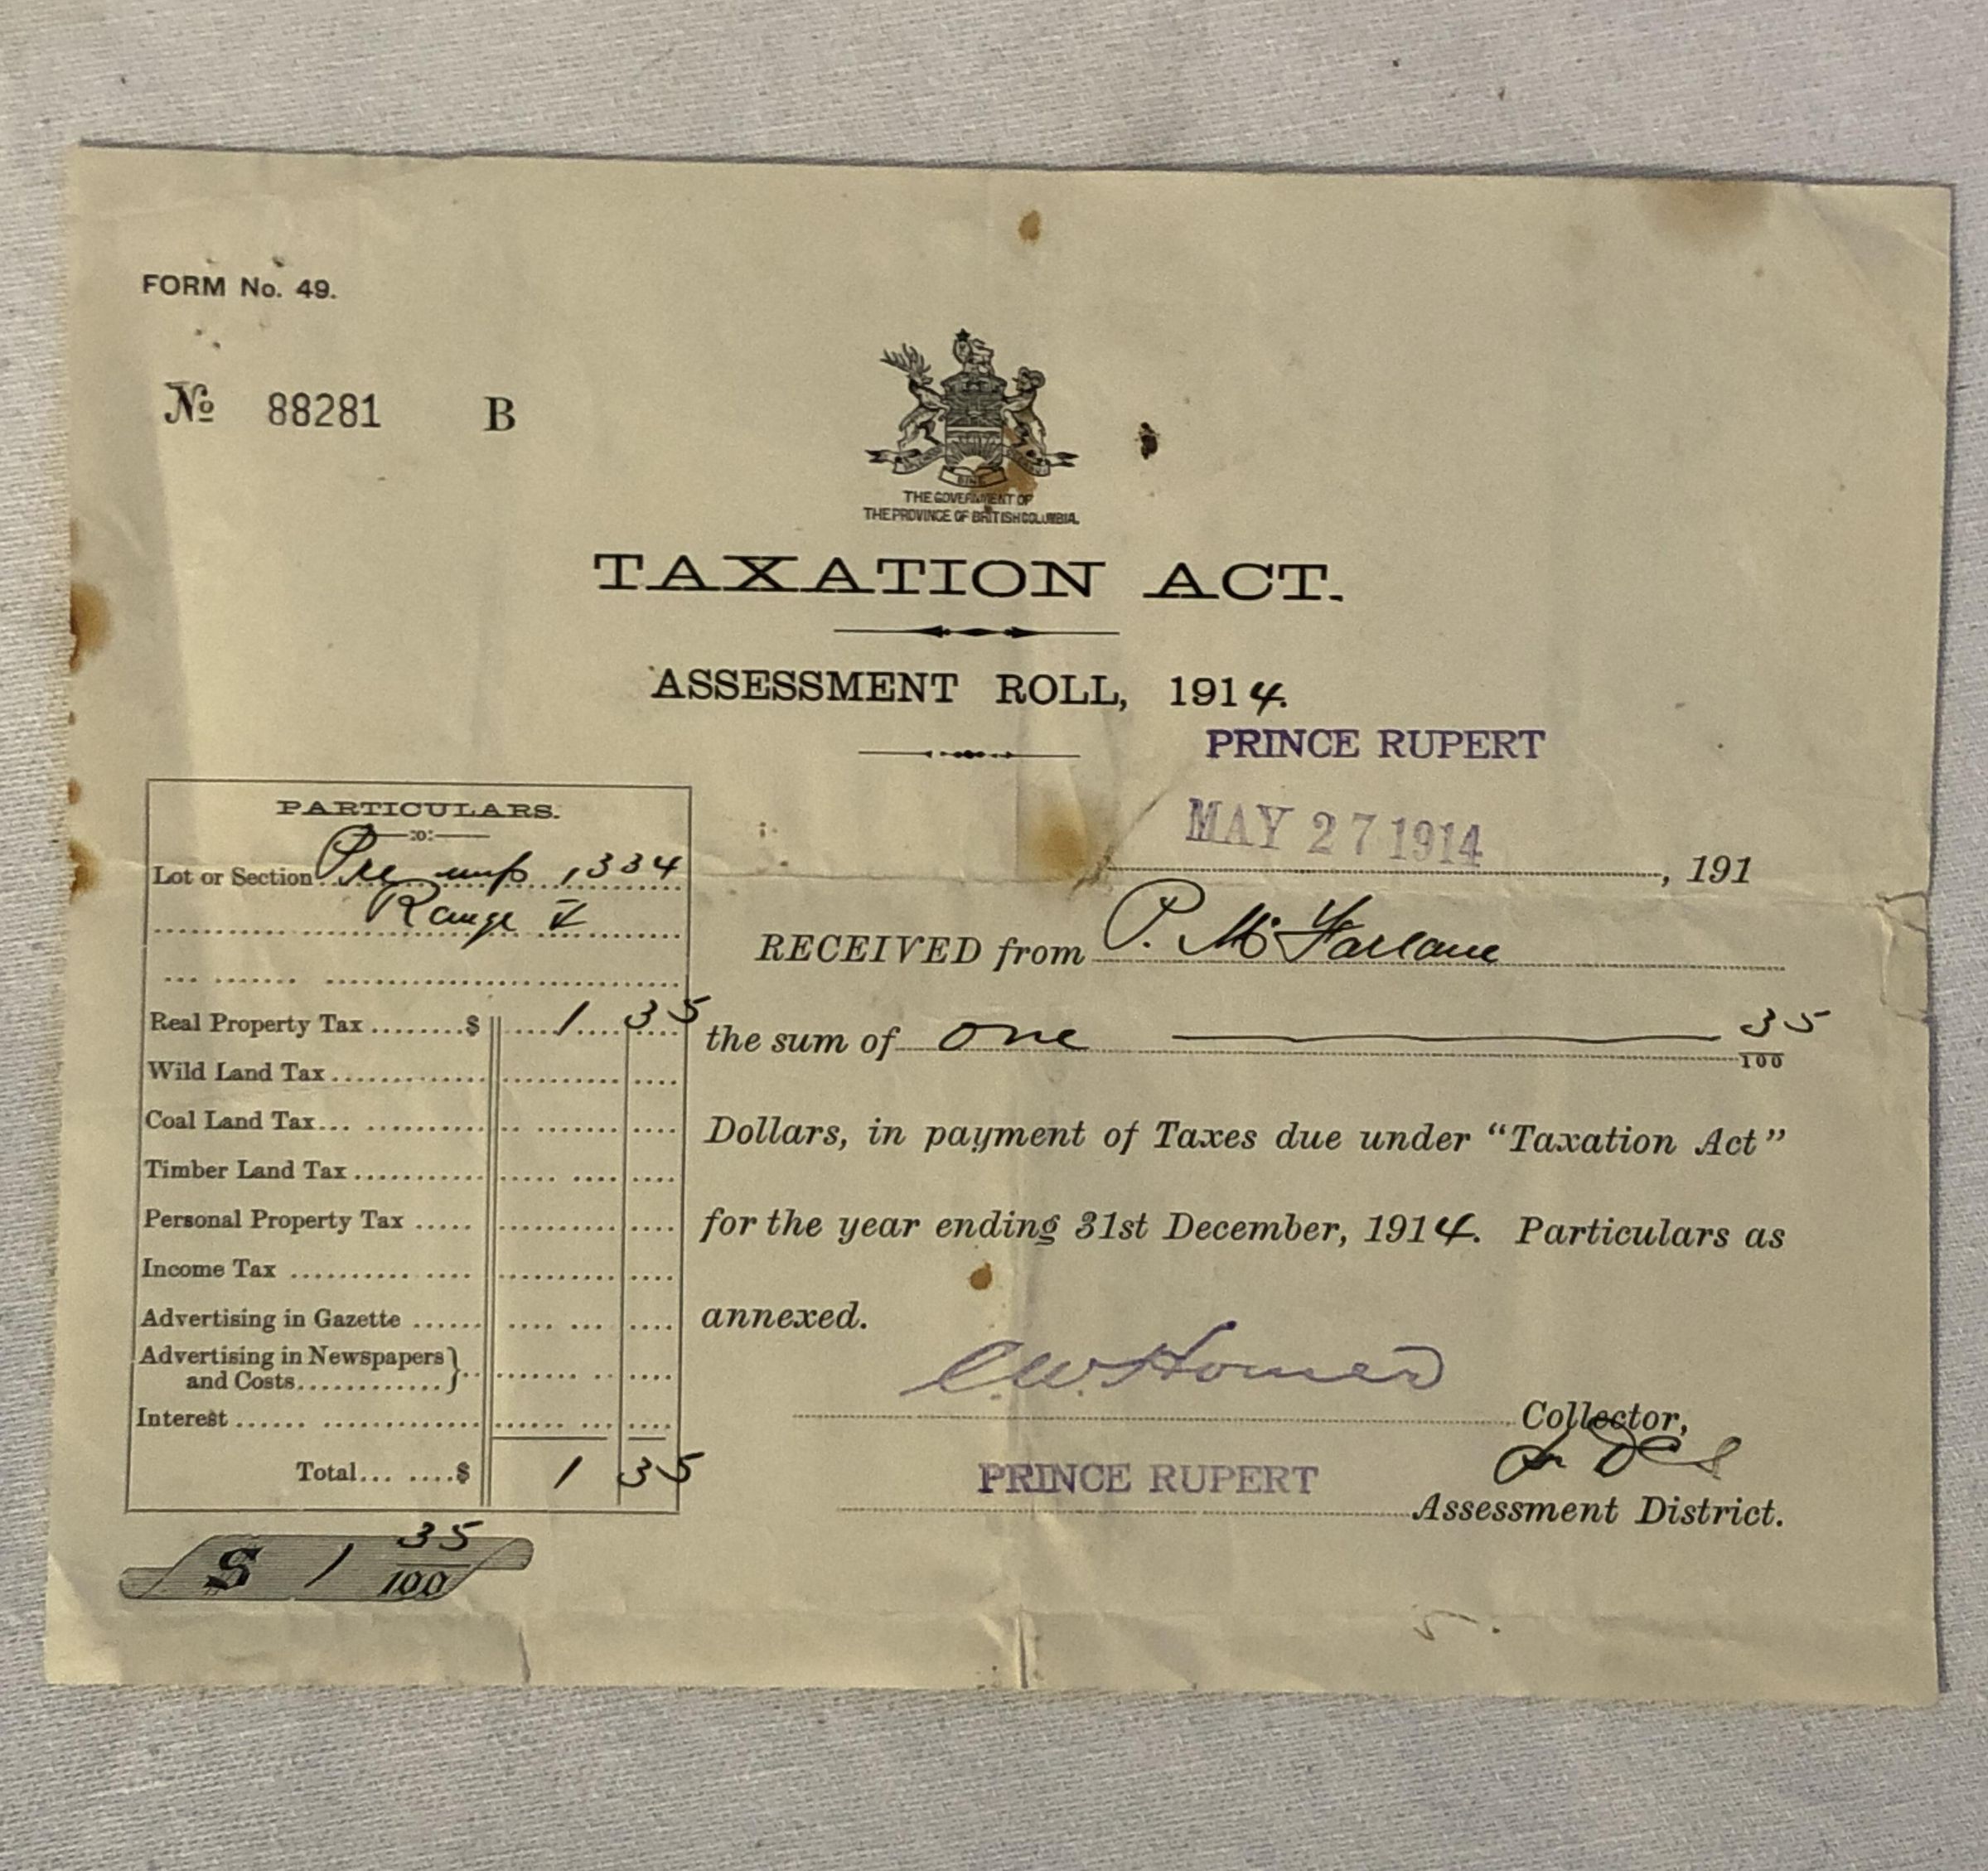 FORM No. 49.
No 88281 B
THE GOVERNMENT OF
THE PROVINCE OF BRITISH COLUMBIA.
TAXATION ACT.
ASSESSMENT ROLL, 1914.
PRINCE RUPERT
MAY 27 1914, 191
PARTICULARS.
Lot or Section Pre emp 1334
Range V
RECEIVED from P. McFarlane
the sum of one 35/100
Dollars, in payment of Taxes due under “Taxation Act”
for the year ending 31st December, 1914. Particulars as
annexed.
Real Property Tax $ 1 35
Wild Land Tax
Coal Land Tax
Timber Land Tax
Personal Property Tax
Income Tax
Advertising in Gazette
Advertising in Newspapers
and Costs
Interest
Total $ 1 35
C.W. Homer
Collector,
PRINCE RUPERT
Assessment District.
$ 1 35/100